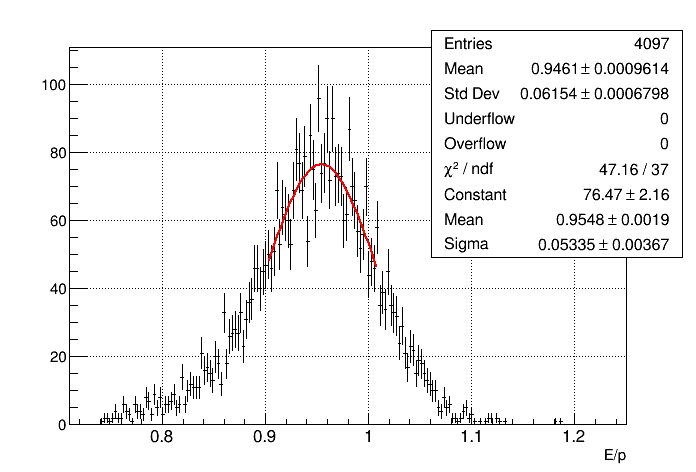 Entries 4097
Mean 0.9461 ± 0.0009614
Std Dev 0.06154 ± 0.0006798
Underflow 0
Overflow 0
χ² / ndf 47.16 / 37
Constant 76.47 ± 2.16
Mean 0.9548 ± 0.0019
Sigma 0.05335 ± 0.00367
100
80
60
40
20
0
0.8 0.9 1 1.1 1.2
E/p